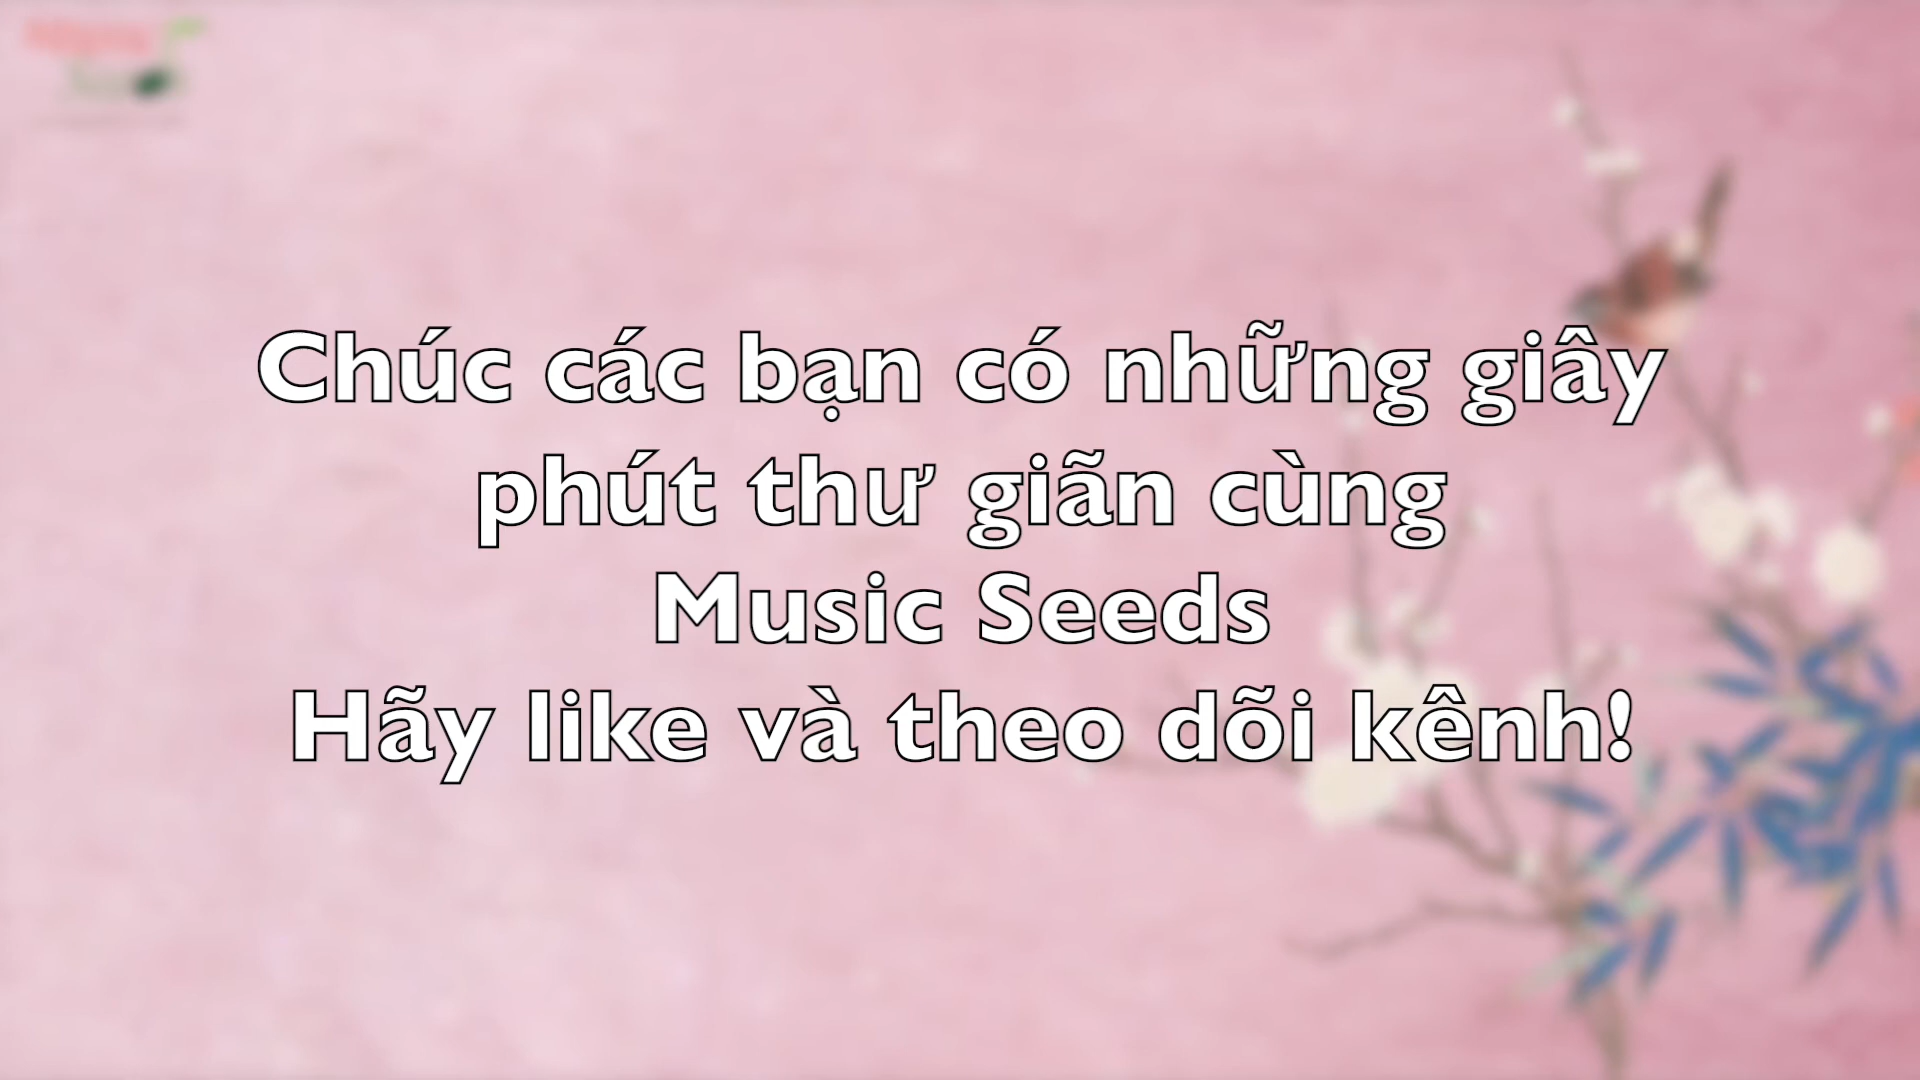 Chúc các bạn có những giây
phút thư giãn cùng
Music Seeds
Hãy like và theo dõi kênh!